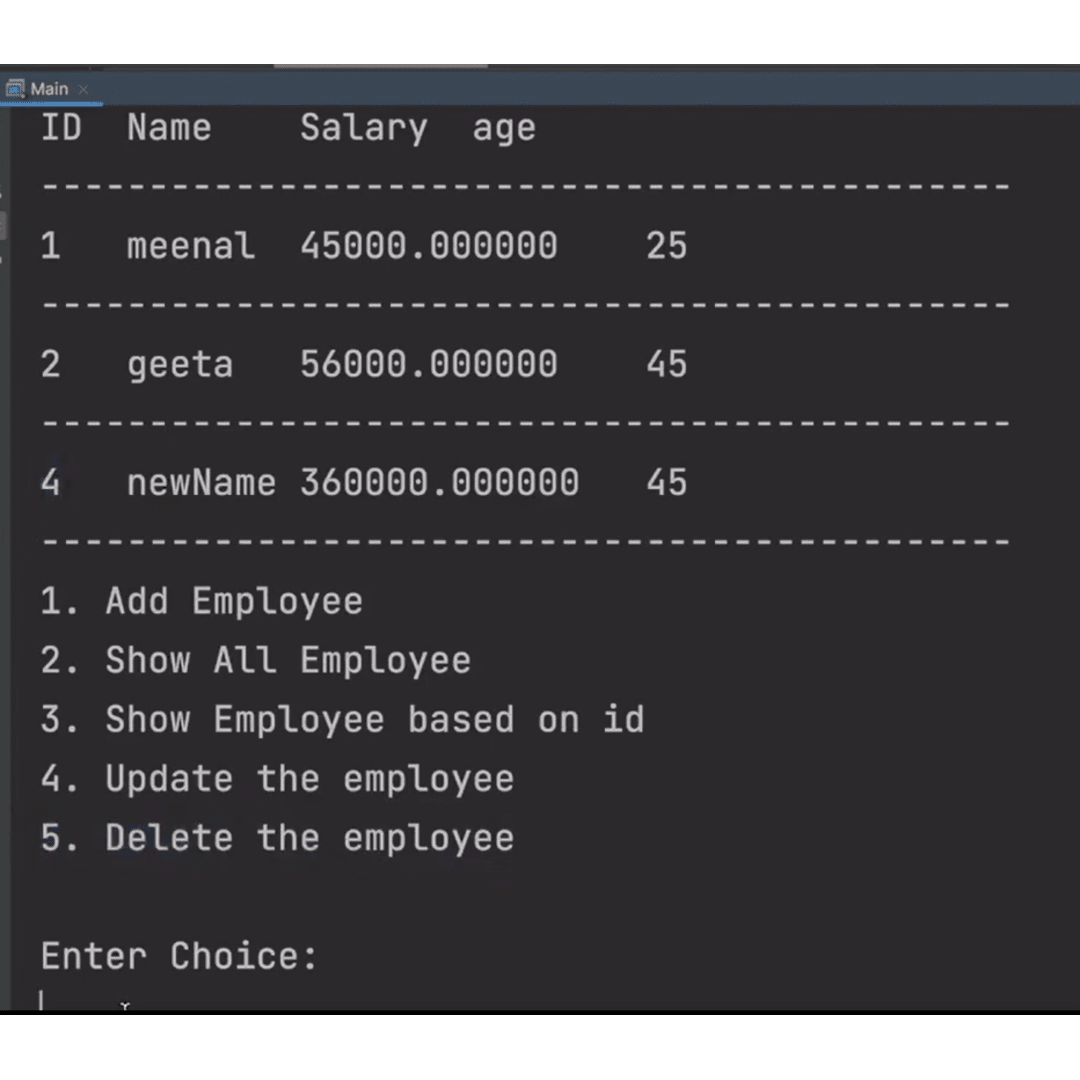 Main
ID Name Salary age
---------------------------------------------
1 meenal 45000.000000 25
---------------------------------------------
2 geeta 56000.000000 45
---------------------------------------------
4 newName 360000.000000 45
---------------------------------------------
1. Add Employee
2. Show All Employee
3. Show Employee based on id
4. Update the employee
5. Delete the employee
Enter Choice: